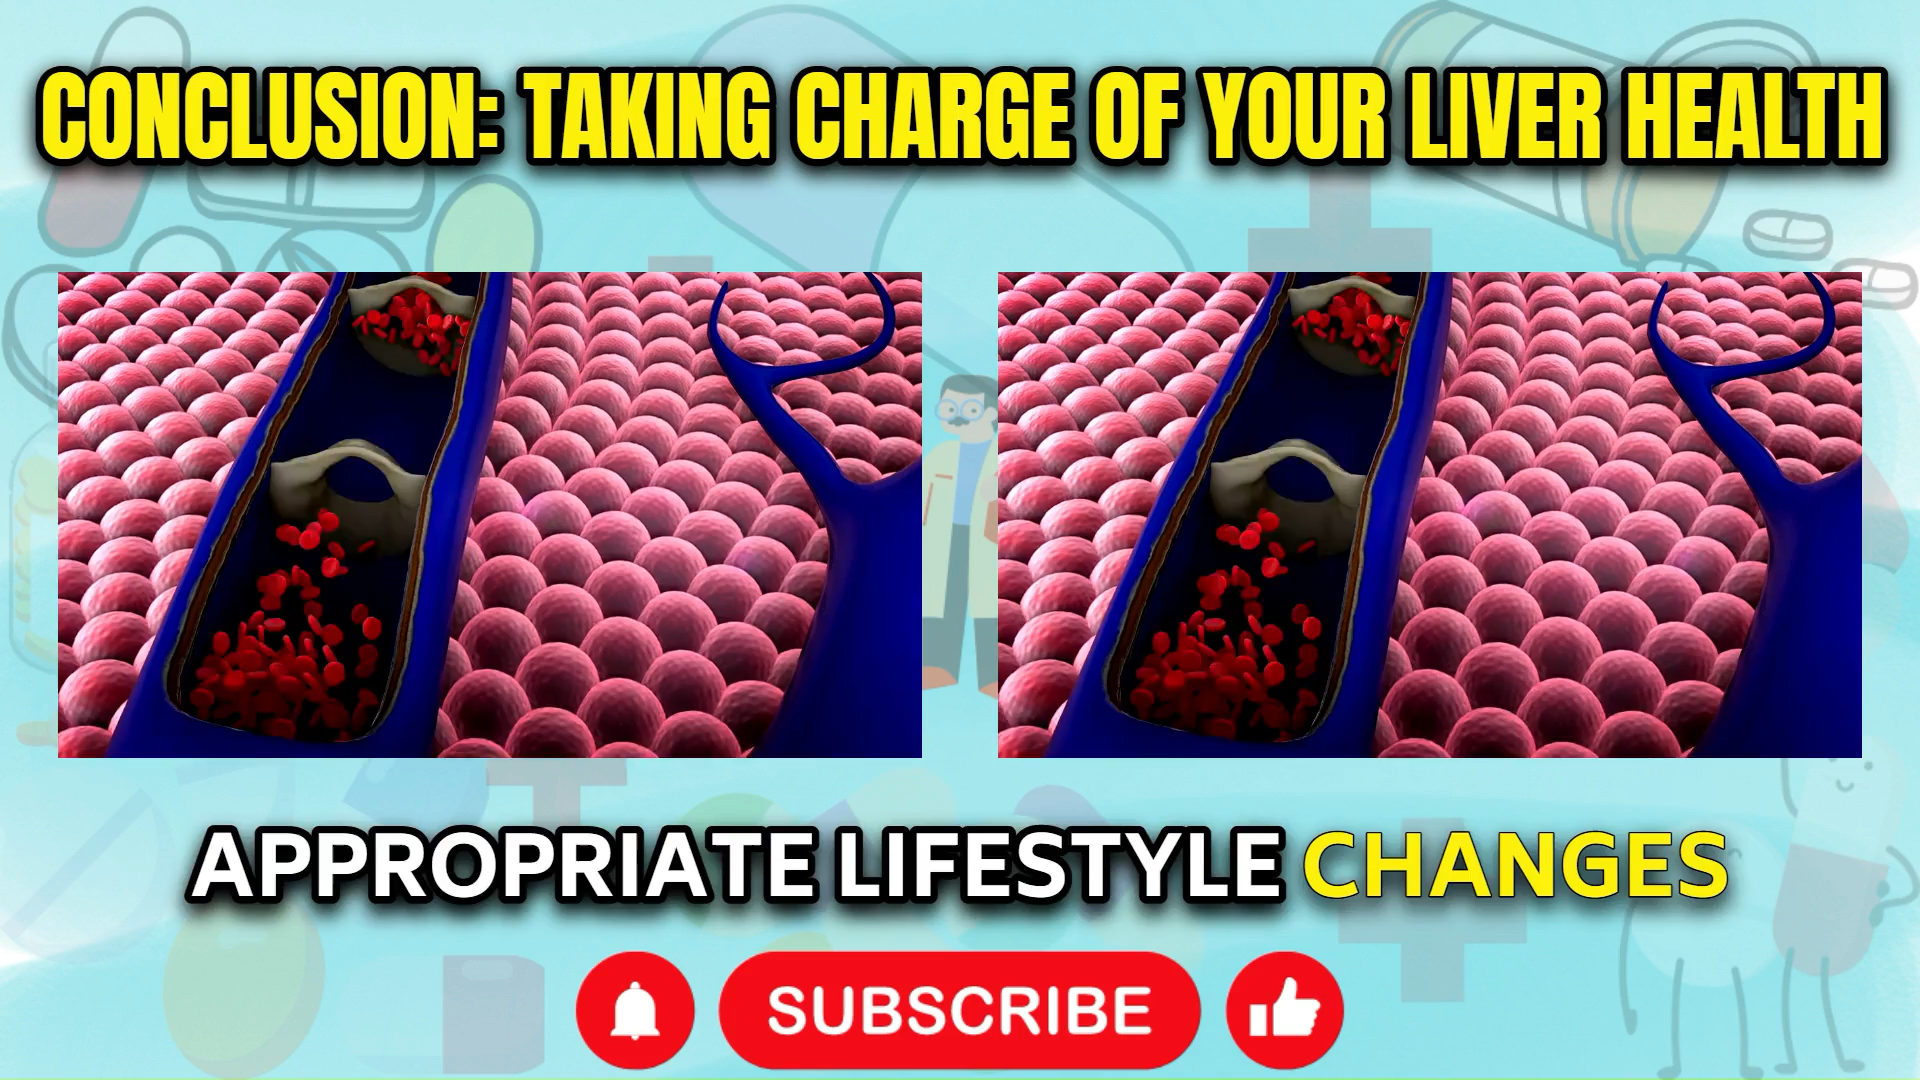 CONCLUSION: TAKING CHARGE OF YOUR LIVER HEALTH
APPROPRIATE LIFESTYLE CHANGES
SUBSCRIBE